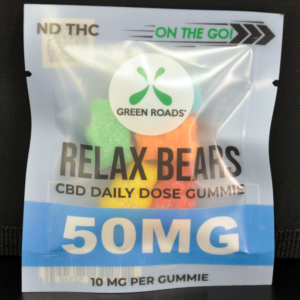 ND THC
ON THE GO!
GREEN ROADS®
RELAX BEARS
CBD DAILY DOSE GUMMIE
50MG
10 MG PER GUMMIE